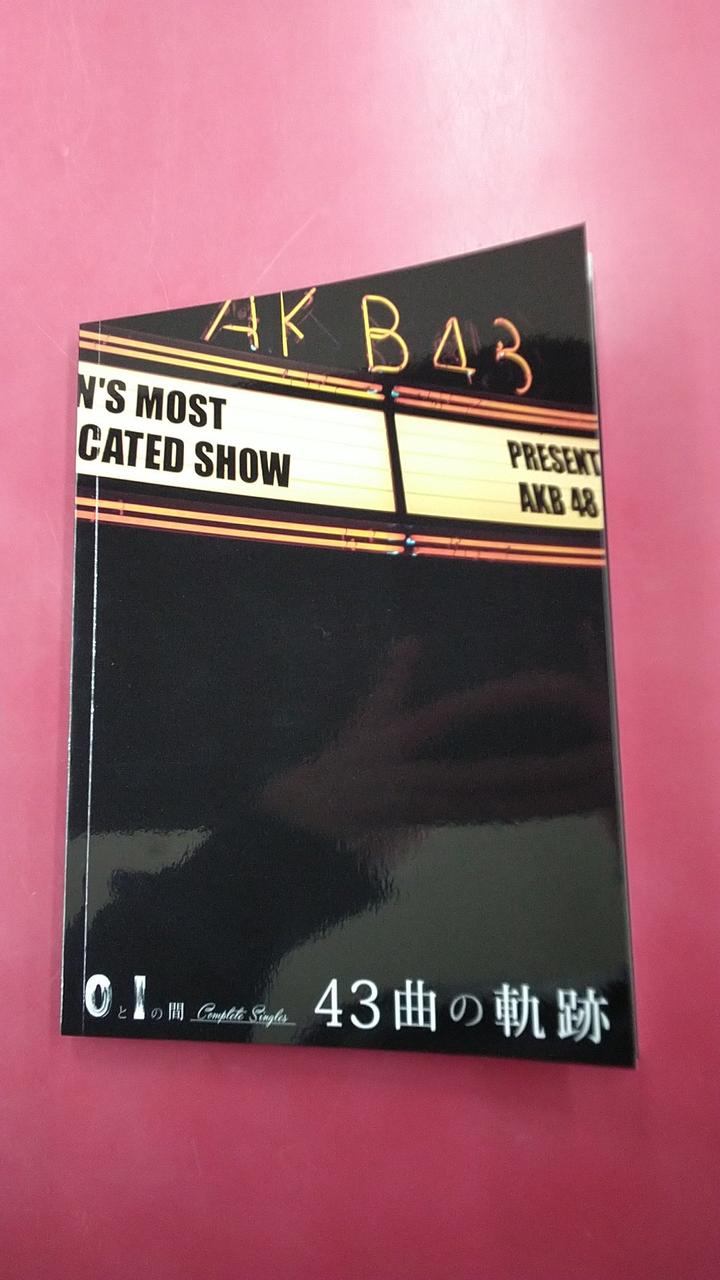 AKB43
N'S MOST
CATED SHOW
PRESENT
AKB 48
0と1の間 Complete Singles 43曲の軌跡